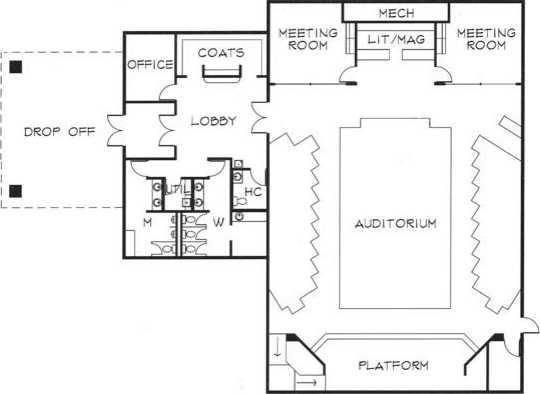 MECH
MEETING
ROOM
LIT/MAG
MEETING
ROOM
COATS
OFFICE
LOBBY
DROP OFF
UTIL
HC
M
W
AUDITORIUM
PLATFORM